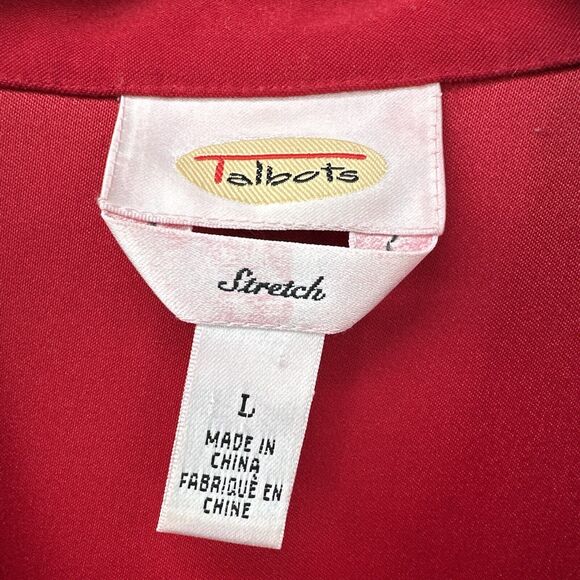 Talbots
Stretch
L
MADE IN
CHINA
FABRIQUÉ EN
CHINE